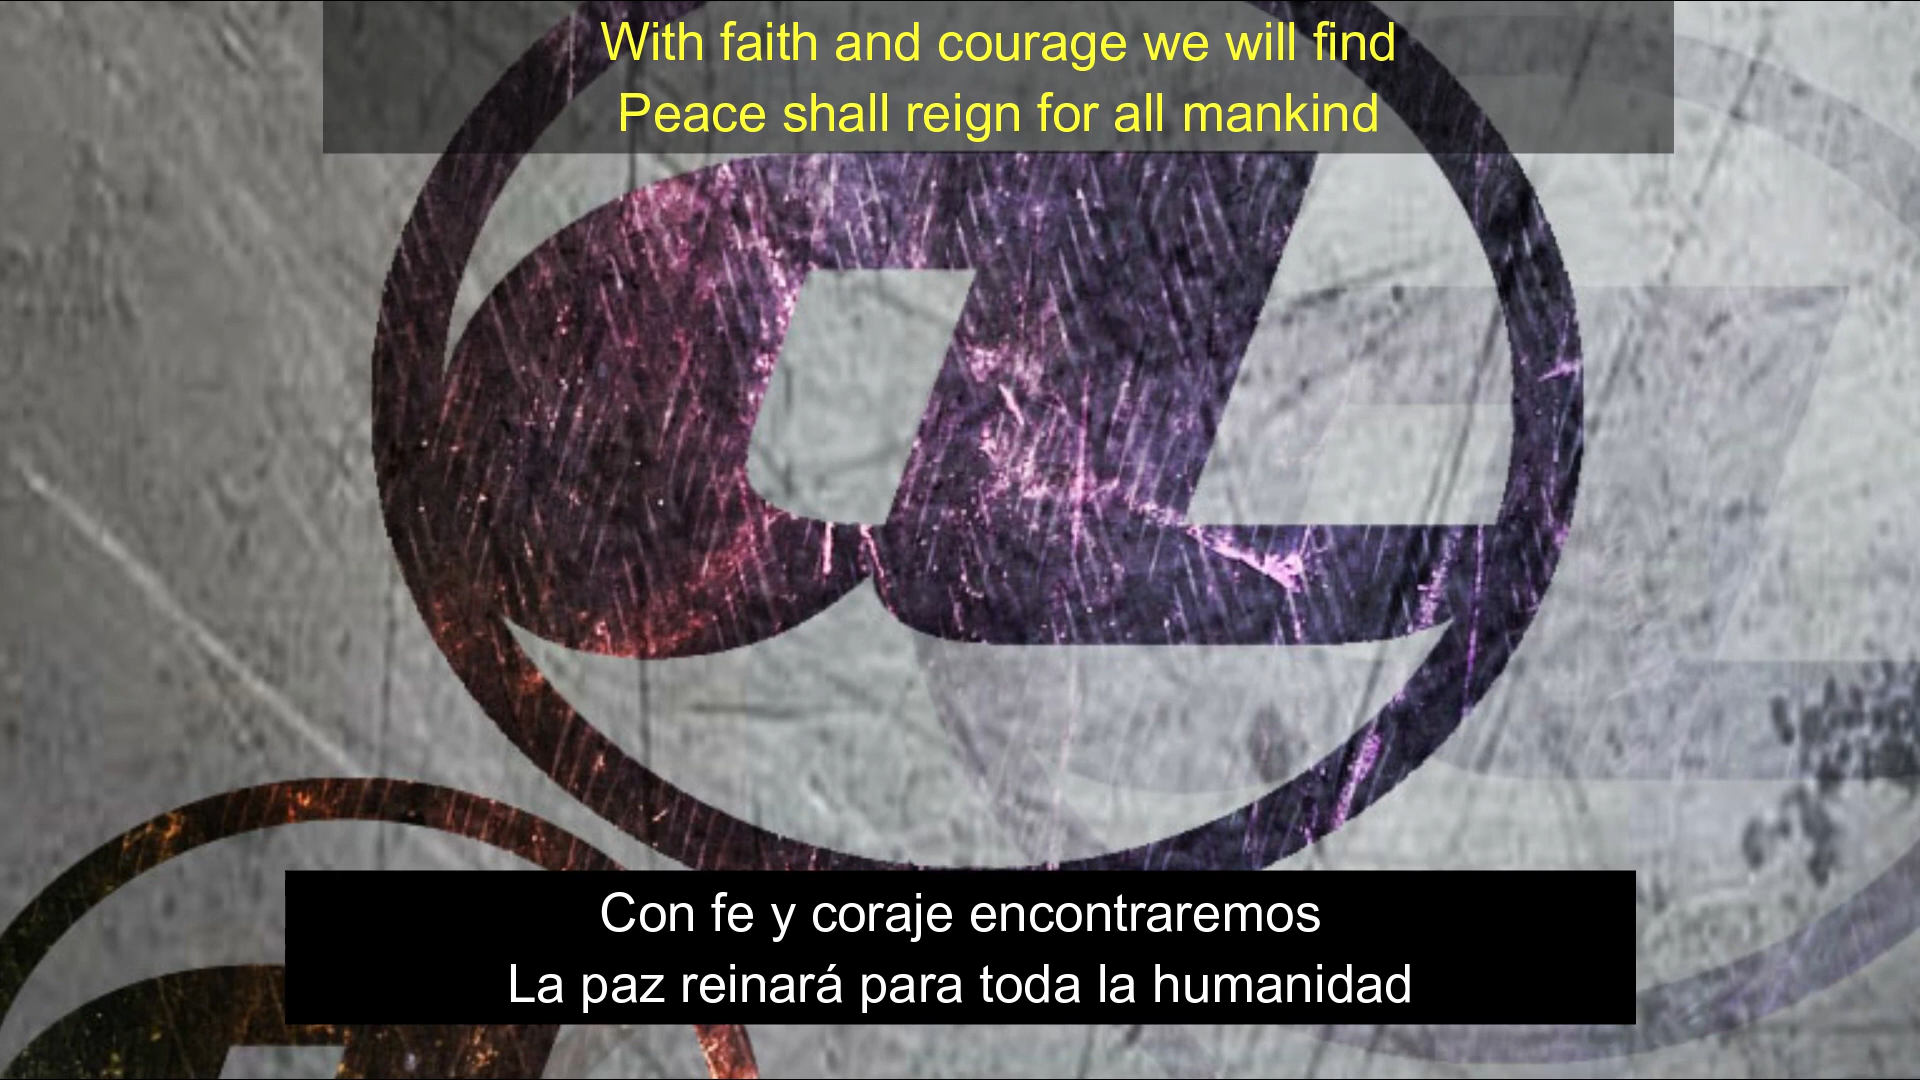 With faith and courage we will find
Peace shall reign for all mankind
Con fe y coraje encontraremos
La paz reinará para toda la humanidad